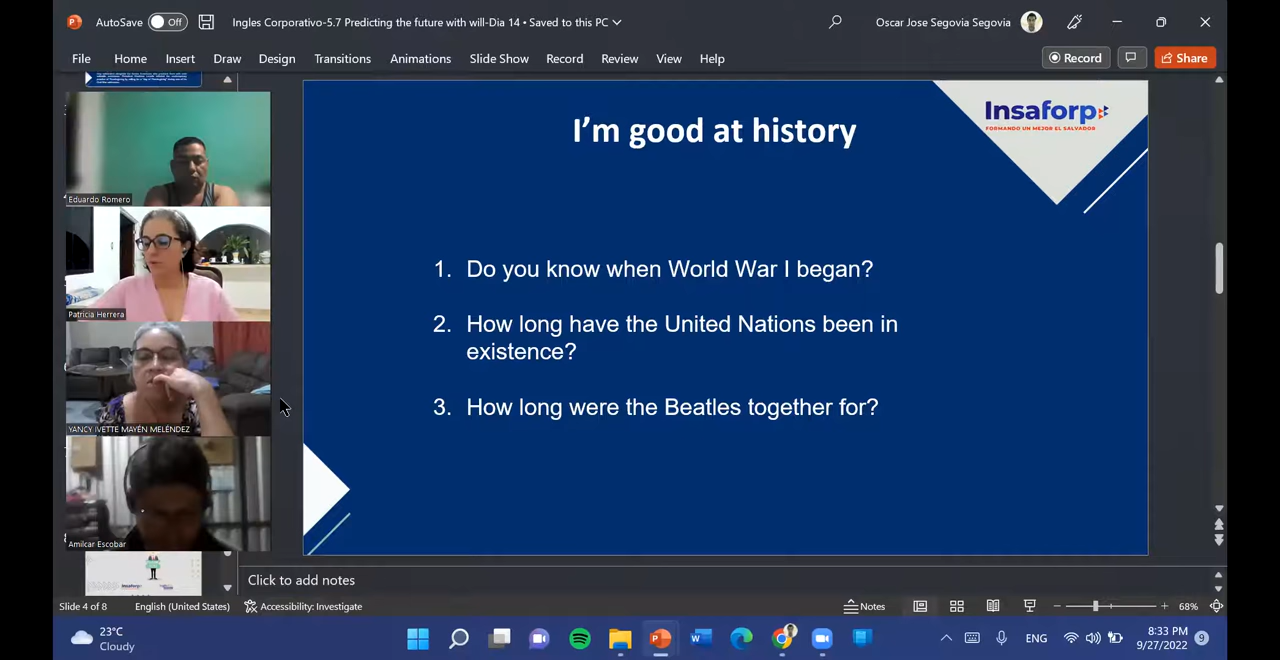 AutoSave Off Ingles Corporativo-5.7 Predicting the future with will-Dia 14 • Saved to this PC Oscar Jose Segovia Segovia
File Home Insert Draw Design Transitions Animations Slide Show Record Review View Help Record Share
I'm good at history
Insaforp
FORMANDO UN MEJOR EL SALVADOR
Eduardo Romero
Patricia Herrera
YANCY IVETTE MAYÉN MELÉNDEZ
Amilcar Escobar
1. Do you know when World War I began?
2. How long have the United Nations been in
existence?
3. How long were the Beatles together for?
Click to add notes
Slide 4 of 8 English (United States) Accessibility: Investigate Notes 68%
23°C
Cloudy
ENG
8:33 PM
9/27/2022
9